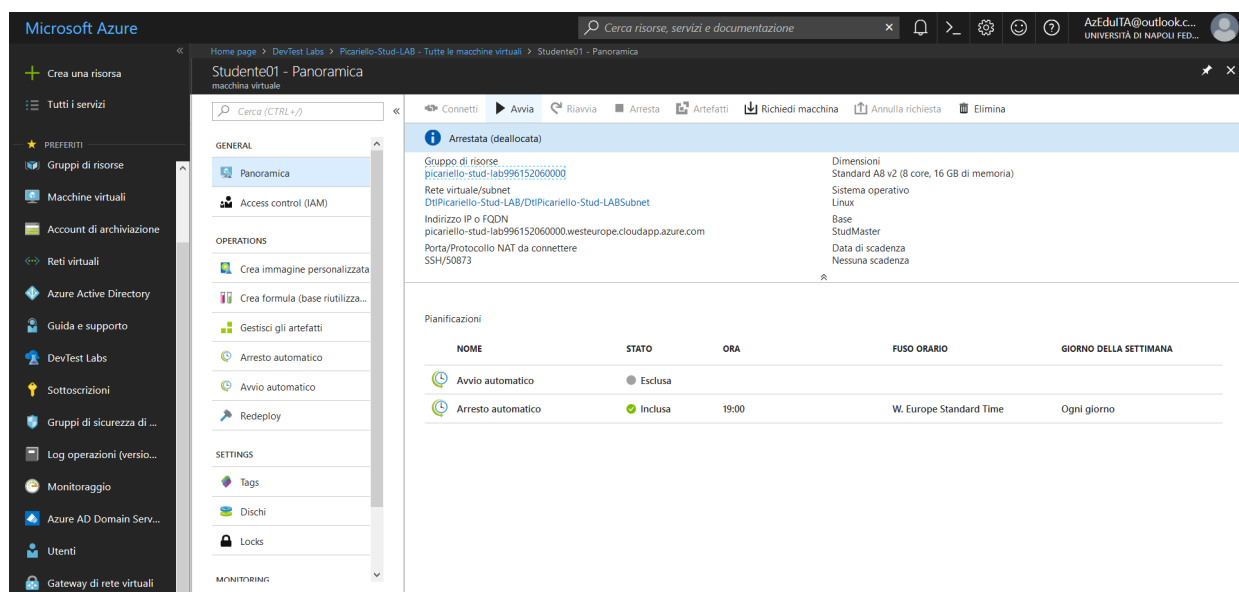 Microsoft Azure
Cerca risorse, servizi e documentazione
AzEduITA@outlook.c...
UNIVERSITÀ DI NAPOLI FED...
Home page > DevTest Labs > Picariello-Stud-LAB - Tutte le macchine virtuali > Studente01 - Panoramica
Studente01 - Panoramica
macchina virtuale
Crea una risorsa
Tutti i servizi
PREFERITI
Gruppi di risorse
Macchine virtuali
Account di archiviazione
Reti virtuali
Azure Active Directory
Guida e supporto
DevTest Labs
Sottoscrizioni
Gruppi di sicurezza di ...
Log operazioni (versio...
Monitoraggio
Azure AD Domain Serv...
Utenti
Gateway di rete virtuali
Cerca (CTRL+/)
GENERAL
Panoramica
Access control (IAM)
OPERATIONS
Crea immagine personalizzata
Crea formula (base riutilizza...
Gestisci gli artefatti
Arresto automatico
Avvio automatico
Redeploy
SETTINGS
Tags
Dischi
Locks
MONITORING
Connetti Avvia Riavvia Arresta Artefatti Richiedi macchina Annulla richiesta Elimina
Arrestata (deallocata)
Gruppo di risorse
picariello-stud-lab996152060000
Rete virtuale/subnet
DtlPicariello-Stud-LAB/DtlPicariello-Stud-LABSubnet
Indirizzo IP o FQDN
picariello-stud-lab996152060000.westeurope.cloudapp.azure.com
Porta/Protocollo NAT da connettere
SSH/50873
Dimensioni
Standard A8 v2 (8 core, 16 GB di memoria)
Sistema operativo
Linux
Base
StudMaster
Data di scadenza
Nessuna scadenza
Pianificazioni
NOME STATO ORA FUSO ORARIO GIORNO DELLA SETTIMANA
Avvio automatico Esclusa
Arresto automatico Inclusa 19:00 W. Europe Standard Time Ogni giorno